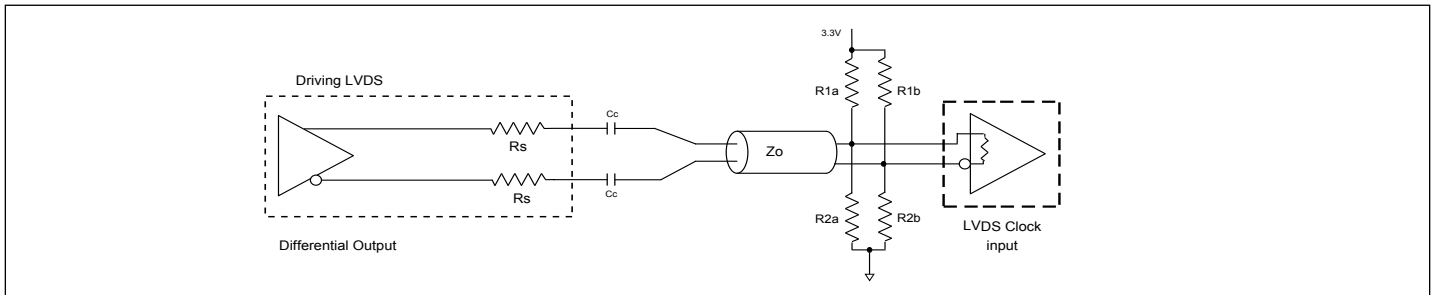 3.3V
Driving LVDS
R1a
R1b
Cc
Rs
Zo
Rs
Cc
R2a
R2b
LVDS Clock
input
Differential Output